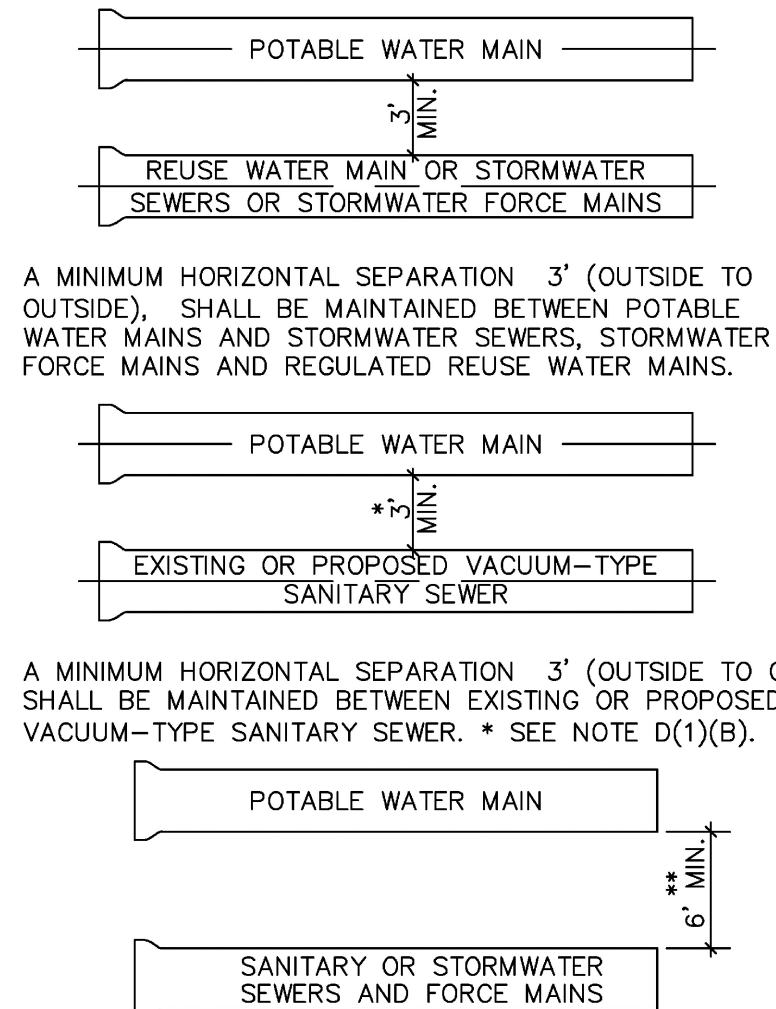 POTABLE WATER MAIN
3'
MIN.
REUSE WATER MAIN OR STORMWATER
SEWERS OR STORMWATER FORCE MAINS
A MINIMUM HORIZONTAL SEPARATION 3' (OUTSIDE TO
OUTSIDE), SHALL BE MAINTAINED BETWEEN POTABLE
WATER MAINS AND STORMWATER SEWERS, STORMWATER
FORCE MAINS AND REGULATED REUSE WATER MAINS.
POTABLE WATER MAIN
* 3'
MIN.
EXISTING OR PROPOSED VACUUM-TYPE
SANITARY SEWER
A MINIMUM HORIZONTAL SEPARATION 3' (OUTSIDE TO
SHALL BE MAINTAINED BETWEEN EXISTING OR PROPOSED
VACUUM-TYPE SANITARY SEWER. * SEE NOTE D(1)(B).
POTABLE WATER MAIN
**
6' MIN.
SANITARY OR STORMWATER
SEWERS AND FORCE MAINS